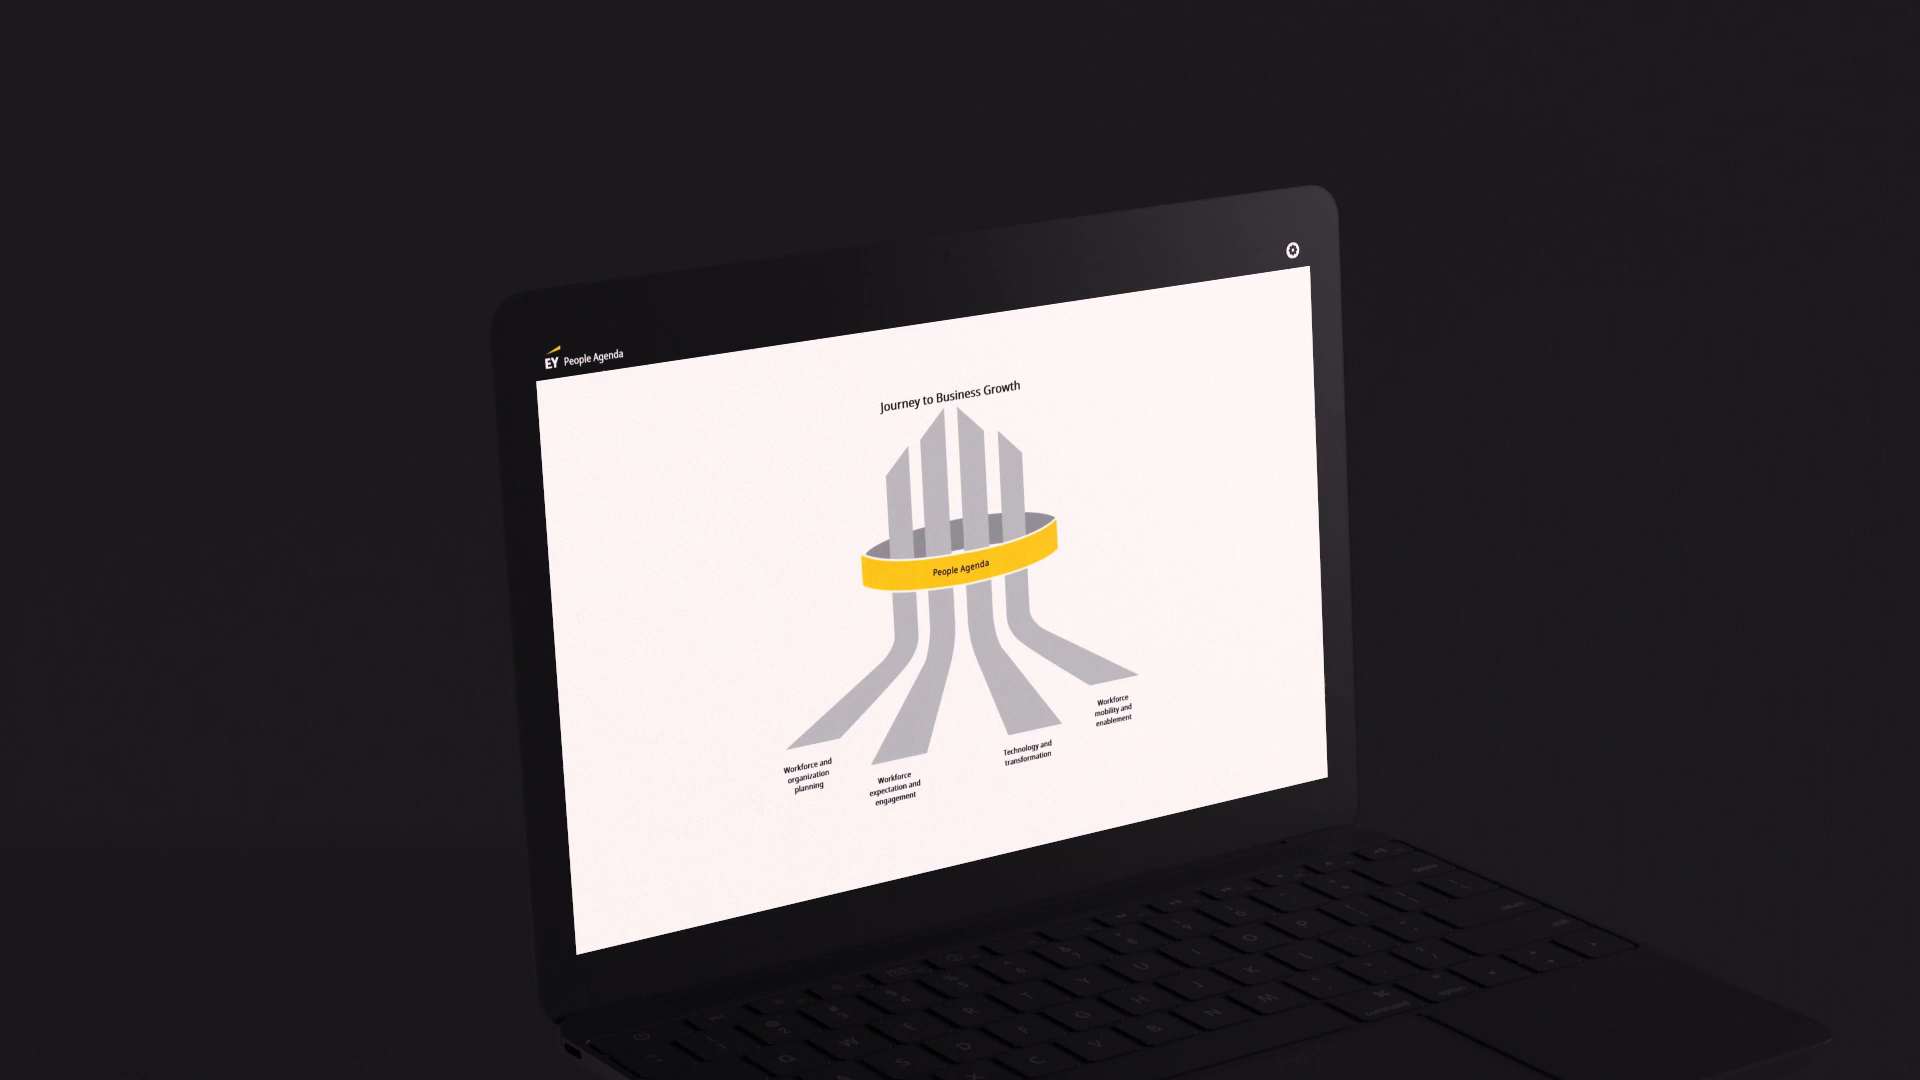 EY People Agenda
Journey to Business Growth
People Agenda
Workforce and
organization
planning
Workforce
expectation and
engagement
Technology and
transformation
Workforce
mobility and
enablement
command